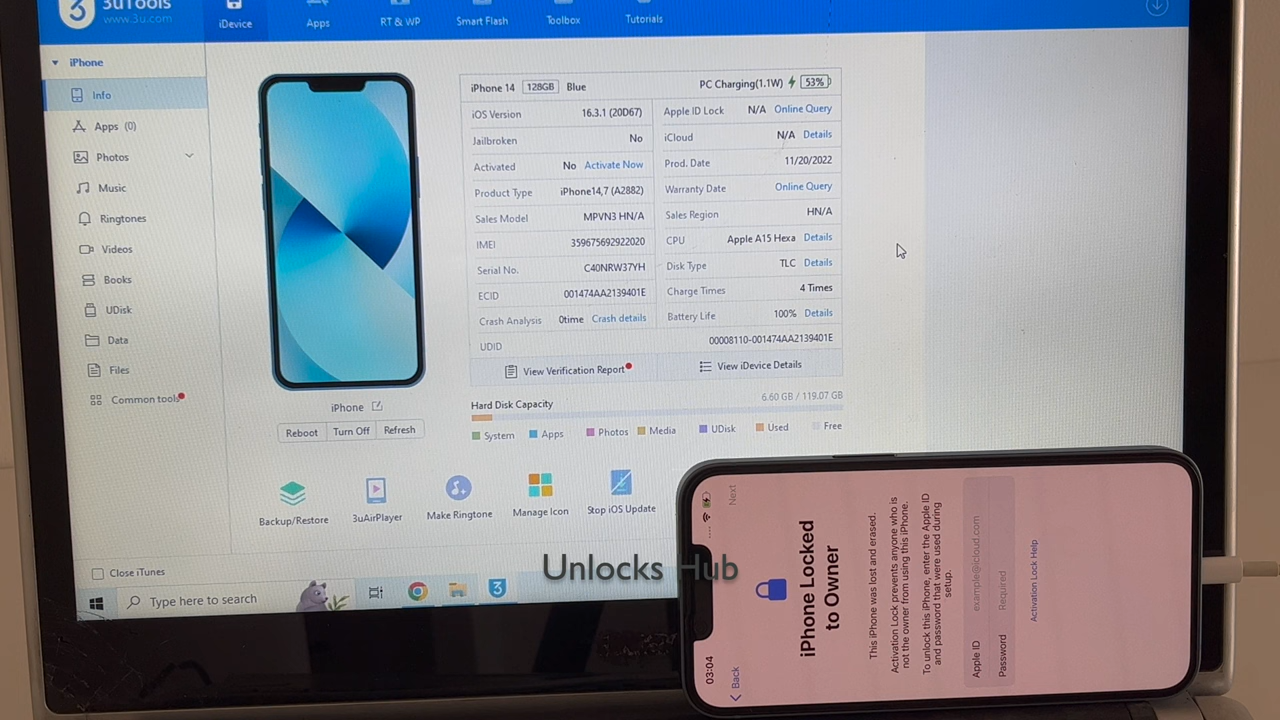 3uTools
www.3u.com
iDevice
Apps
RT & WP
Smart Flash
Toolbox
Tutorials
iPhone
Info
Apps (0)
Photos
Music
Ringtones
Videos
Books
UDisk
Data
Files
Common tools
Close iTunes
iPhone
Reboot
Turn Off
Refresh
iPhone 14 128GB Blue PC Charging(1.1W) 53%
iOS Version 16.3.1 (20D67)
Apple ID Lock N/A Online Query
Jailbroken No
iCloud N/A Details
Activated No Activate Now
Prod. Date 11/20/2022
Product Type iPhone14,7 (A2882)
Warranty Date Online Query
Sales Model MPVN3 HN/A
Sales Region HN/A
IMEI 359675692922020
CPU Apple A15 Hexa Details
Serial No. C40NRW37YH
Disk Type TLC Details
ECID 001474AA2139401E
Charge Times 4 Times
Crash Analysis 0time Crash details
Battery Life 100% Details
UDID 00008110-001474AA2139401E
View Verification Report
View iDevice Details
Hard Disk Capacity 6.60 GB / 119.07 GB
System Apps Photos Media UDisk Used Free
Backup/Restore
3uAirPlayer
Make Ringtone
Manage Icon
Stop iOS Update
Type here to search
Unlocks Hub
03:04
Back
Next
iPhone Locked
to Owner
This iPhone was lost and erased.
Activation Lock prevents anyone who is
not the owner from using this iPhone.
To unlock this iPhone, enter the Apple ID
and password that were used during
setup.
Apple ID example@icloud.com
Password Required
Activation Lock Help